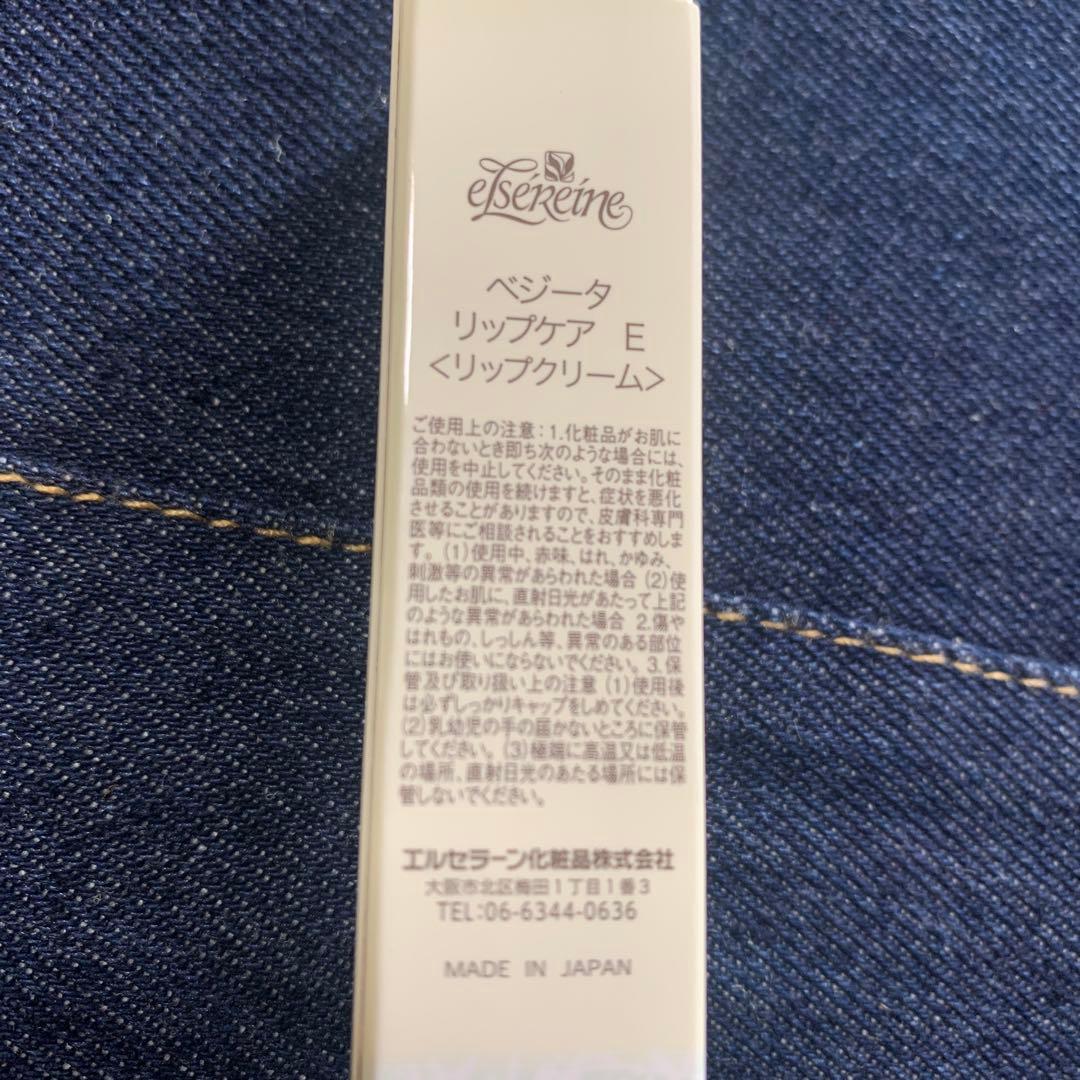 elséReine
ベジータ
リップケア E
<リップクリーム>
ご使用上の注意:1.化粧品がお肌に
合わないとき即ち次のような場合には、
使用を中止してください。そのまま化粧
品類の使用を続けますと、症状を悪化
させることがありますので、皮膚科専門
医等にご相談されることをおすすめしま
す。(1)使用中、赤味、はれ、かゆみ、
刺激等の異常があらわれた場合 (2)使
用したお肌に、直射日光があたって上記
のような異常があらわれた場合 2.傷や
はれもの、しっしん等、異常のある部位
にはお使いにならないでください。3.保
管及び取り扱い上の注意 (1)使用後
は必ずしっかりキャップをしめてください。
(2)乳幼児の手の届かないところに保管
してください。(3)極端に高温又は低温
の場所、直射日光のあたる場所には保
管しないでください。
エルセラーン化粧品株式会社
大阪市北区梅田1丁目1番3
TEL:06-6344-0636
MADE IN JAPAN